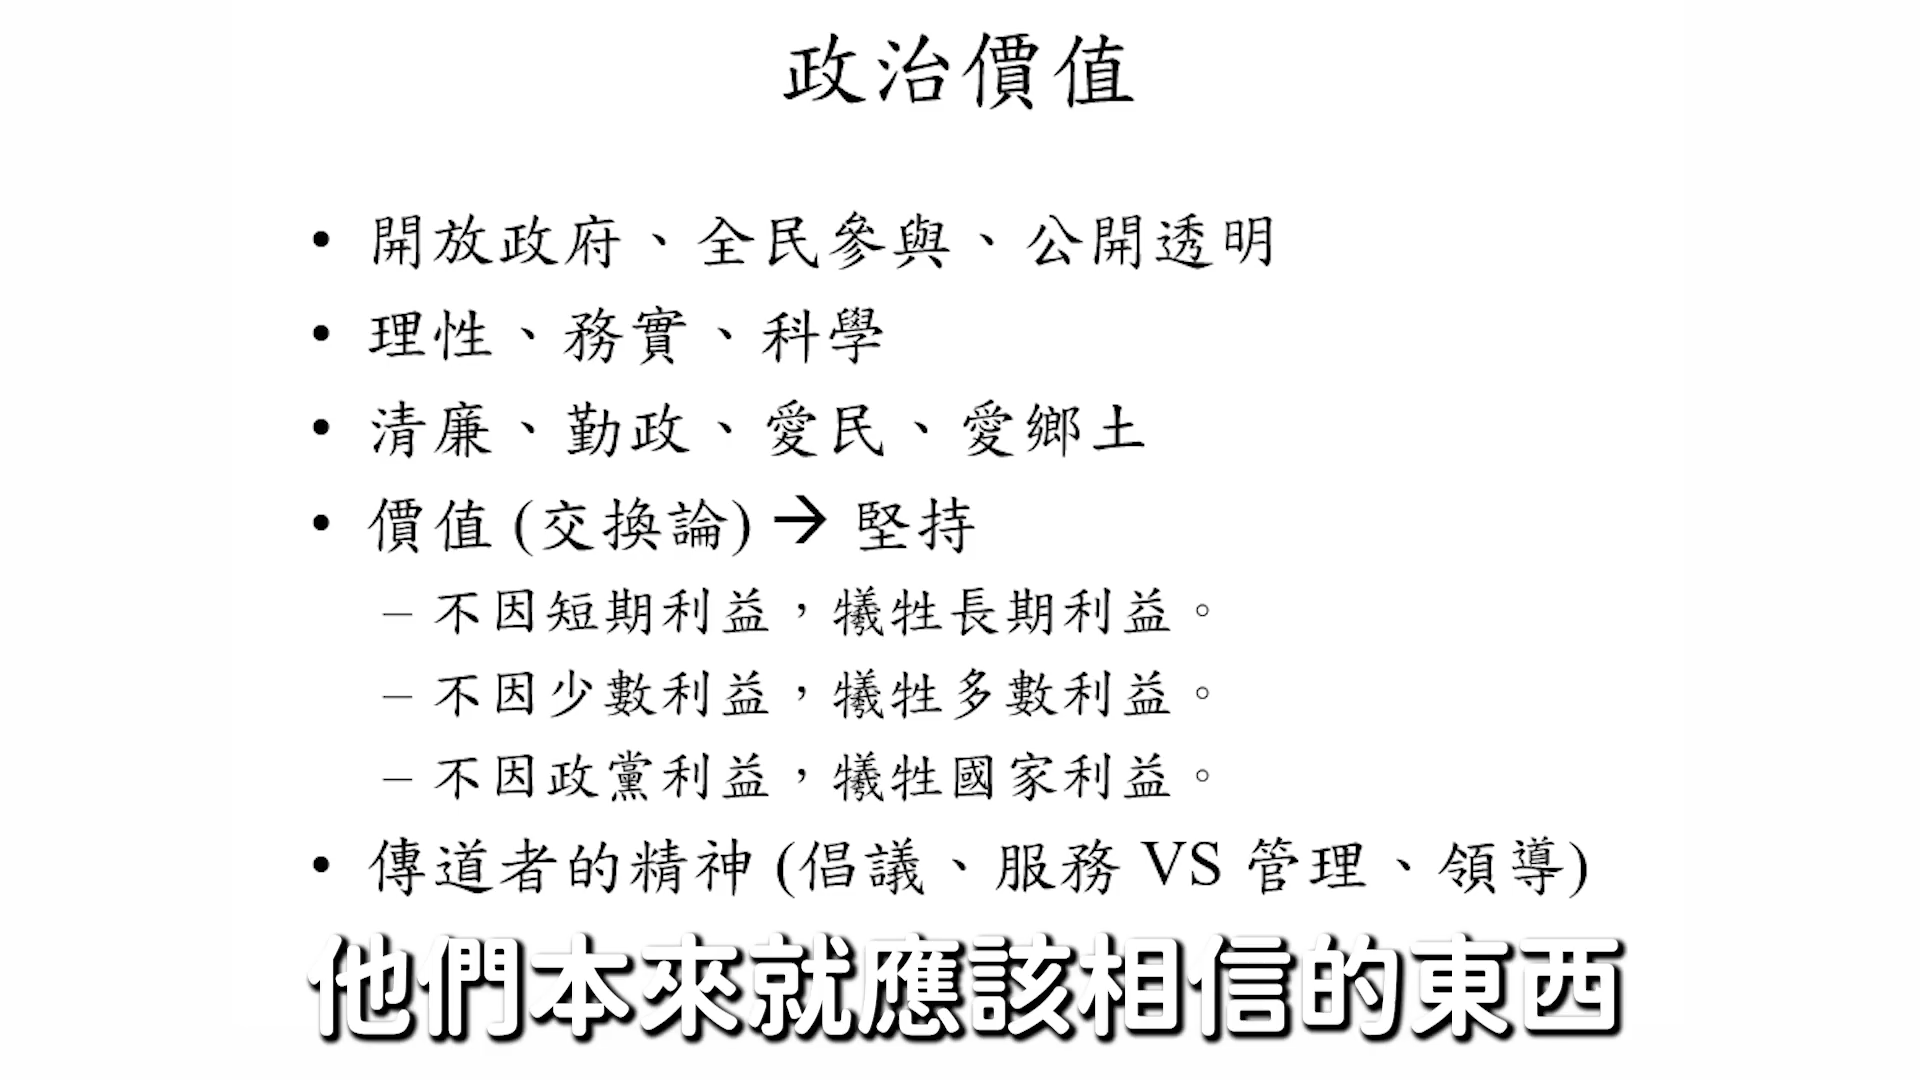 政治價值
• 開放政府、全民參與、公開透明
• 理性、務實、科學
• 清廉、勤政、愛民、愛鄉土
• 價值 (交換論) → 堅持
– 不因短期利益，犧牲長期利益。
– 不因少數利益，犧牲多數利益。
– 不因政黨利益，犧牲國家利益。
• 傳道者的精神 (倡議、服務 VS 管理、領導)
他們本來就應該相信的東西